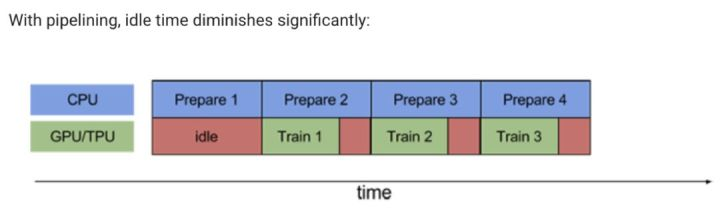 With pipelining, idle time diminishes significantly:
CPU Prepare 1 Prepare 2 Prepare 3 Prepare 4
GPU/TPU idle Train 1 Train 2 Train 3
time